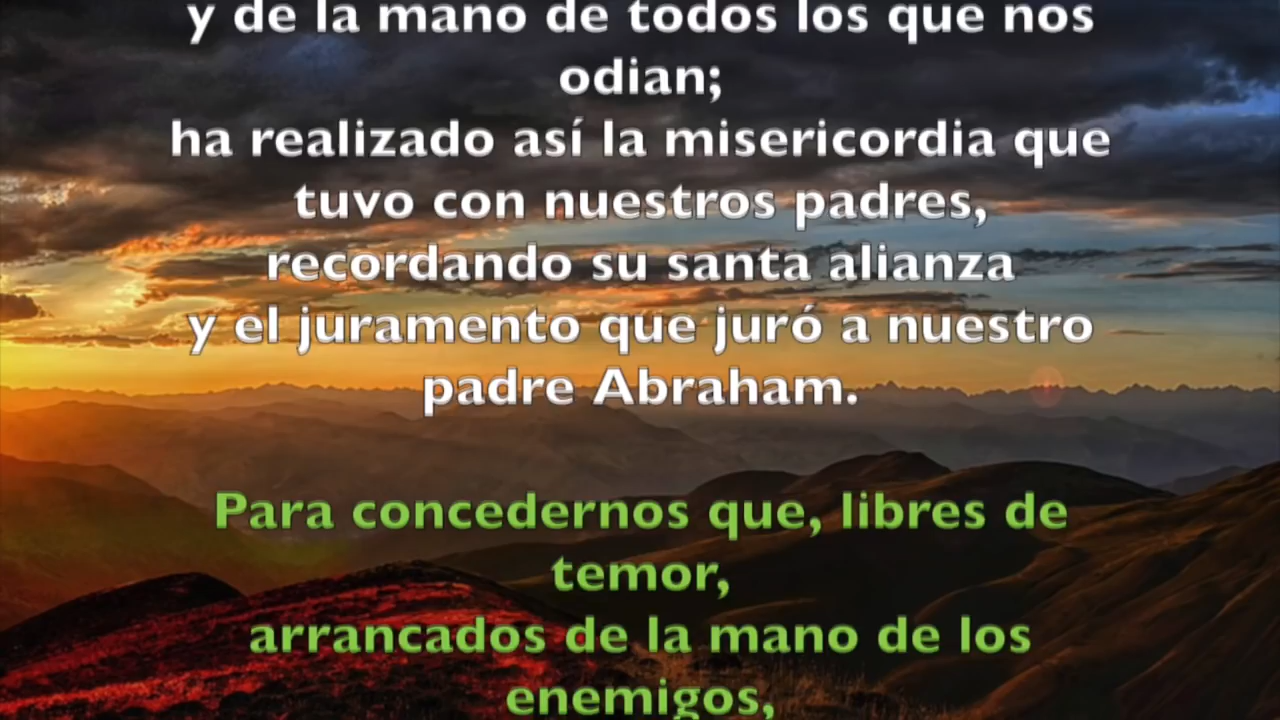 y de la mano de todos los que nos
odian;
ha realizado así la misericordia que
tuvo con nuestros padres,
recordando su santa alianza
y el juramento que juró a nuestro
padre Abraham.
Para concedernos que, libres de
temor,
arrancados de la mano de los
enemigos,